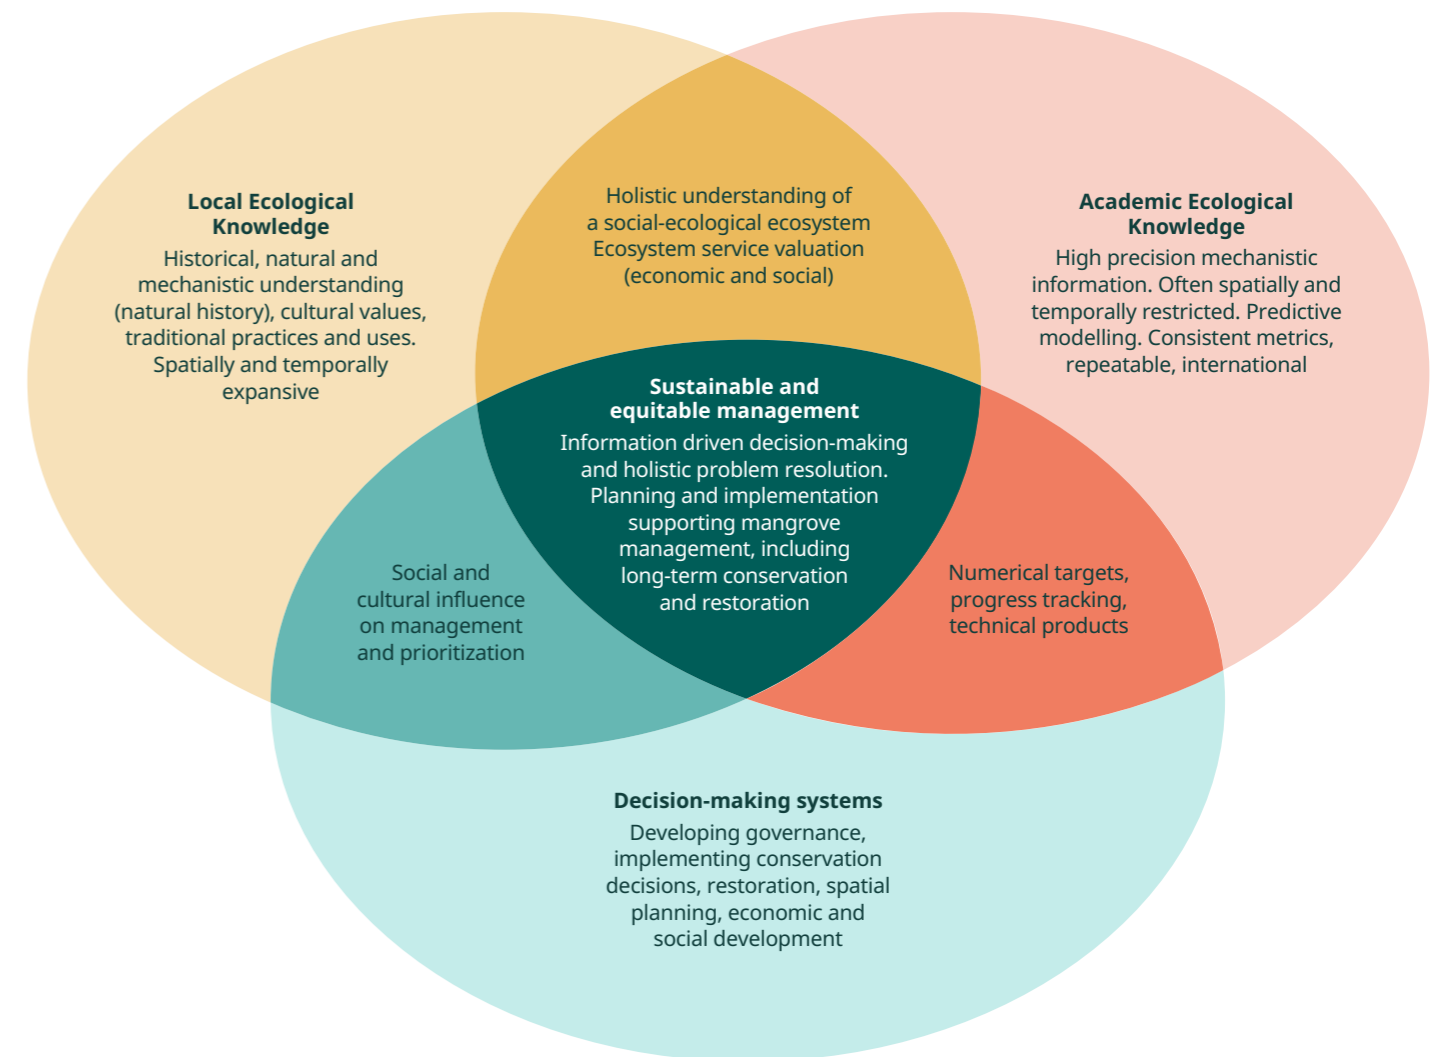 Local Ecological
Knowledge
Historical, natural and
mechanistic understanding
(natural history), cultural values,
traditional practices and uses.
Spatially and temporally
expansive
Holistic understanding of
a social-ecological ecosystem
Ecosystem service valuation
(economic and social)
Academic Ecological
Knowledge
High precision mechanistic
information. Often spatially and
temporally restricted. Predictive
modelling. Consistent metrics,
repeatable, international
Sustainable and
equitable management
Information driven decision-making
and holistic problem resolution.
Planning and implementation
supporting mangrove
management, including
long-term conservation
and restoration
Social and
cultural influence
on management
and prioritization
Numerical targets,
progress tracking,
technical products
Decision-making systems
Developing governance,
implementing conservation
decisions, restoration, spatial
planning, economic and
social development